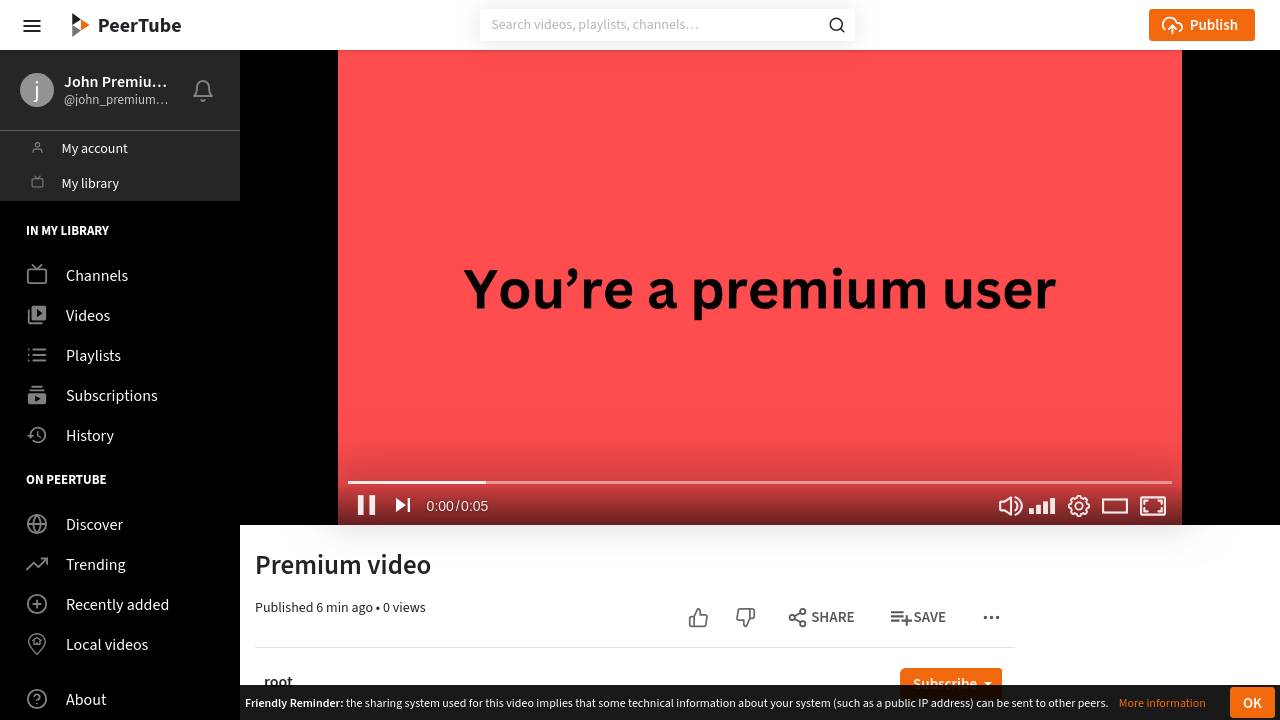 PeerTube
Search videos, playlists, channels…
Publish
j
John Premiu…
@john_premium…
My account
My library
IN MY LIBRARY
Channels
Videos
Playlists
Subscriptions
History
ON PEERTUBE
Discover
Trending
Recently added
Local videos
About
You’re a premium user
0:00/0:05
Premium video
Published 6 min ago • 0 views
SHARE
SAVE
root
Subscribe
Friendly Reminder: the sharing system used for this video implies that some technical information about your system (such as a public IP address) can be sent to other peers. More information
OK